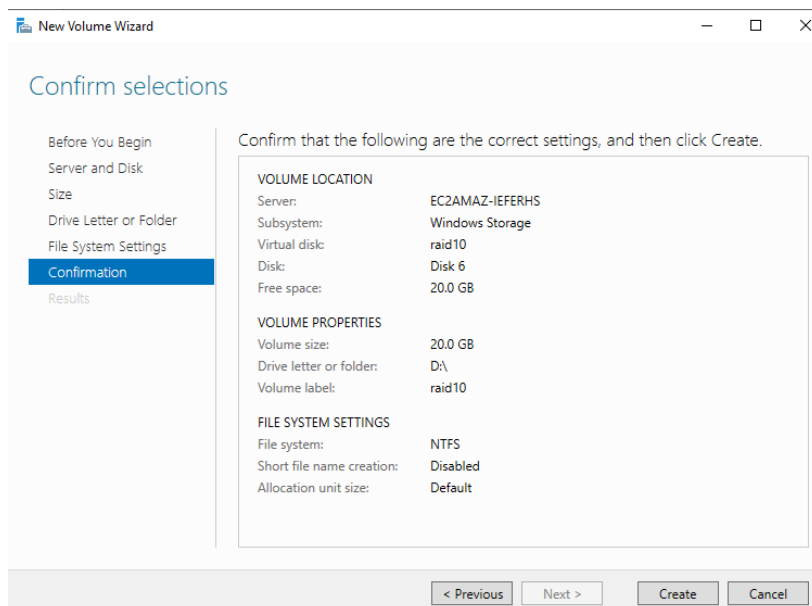 New Volume Wizard
Confirm selections
Before You Begin
Server and Disk
Size
Drive Letter or Folder
File System Settings
Confirmation
Results
Confirm that the following are the correct settings, and then click Create.
VOLUME LOCATION
Server: EC2AMAZ-IEFERHS
Subsystem: Windows Storage
Virtual disk: raid10
Disk: Disk 6
Free space: 20.0 GB
VOLUME PROPERTIES
Volume size: 20.0 GB
Drive letter or folder: D:\
Volume label: raid10
FILE SYSTEM SETTINGS
File system: NTFS
Short file name creation: Disabled
Allocation unit size: Default
< Previous Next > Create Cancel